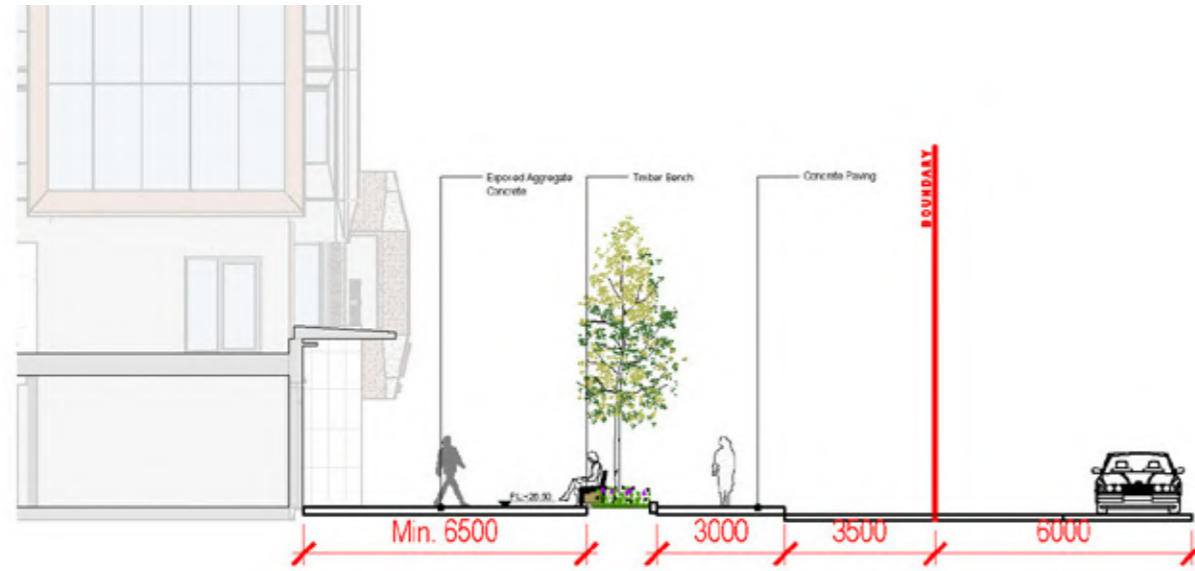 Exposed Aggregate
Concrete
Timber Bench
Concrete Paving
BOUNDARY
Min. 6500
3000
3500
6000